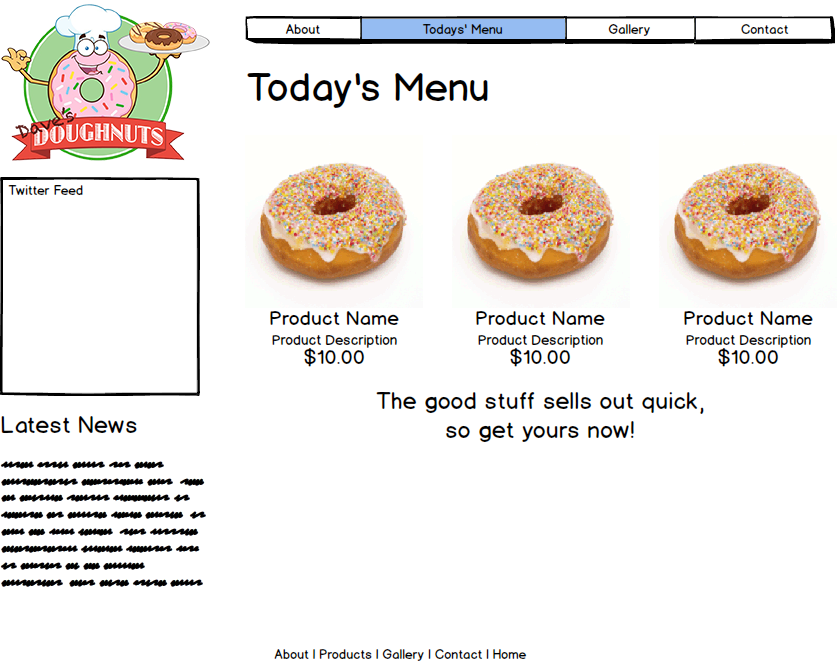 Dave's
DOUGHNUTS
About Todays' Menu Gallery Contact
Today's Menu
Twitter Feed
Product Name Product Name Product Name
Product Description Product Description Product Description
$10.00 $10.00 $10.00
The good stuff sells out quick,
so get yours now!
Latest News
About | Products | Gallery | Contact | Home